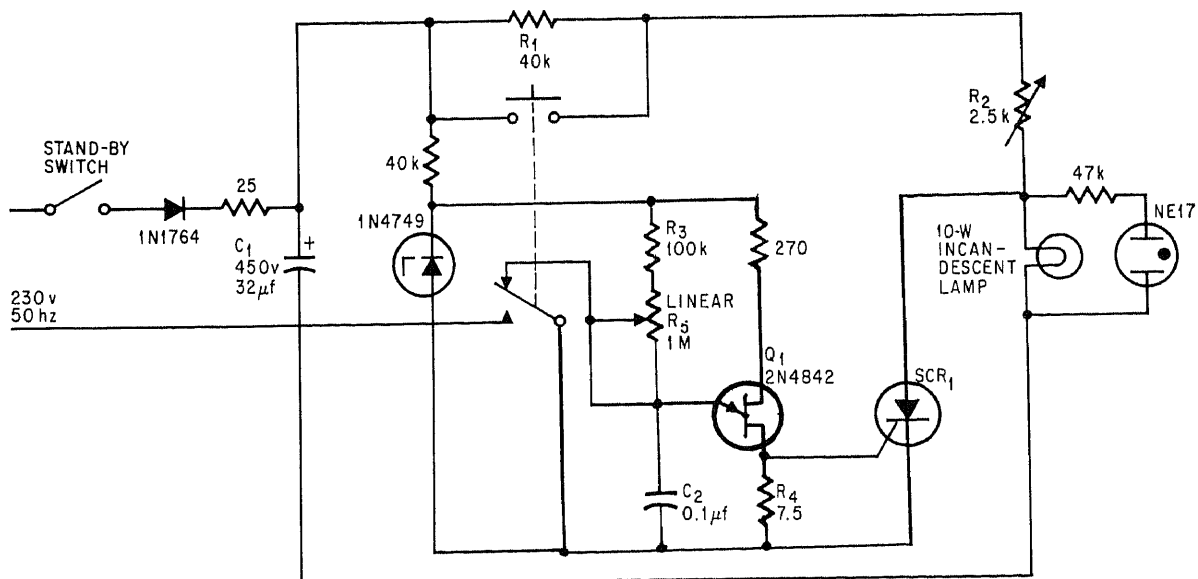 R1
40k
STAND-BY
SWITCH
R2
2.5k
40k
25
47k
1N1764
1N4749
NE17
C1
450v
32µf
+
R3
100k
270
10-W
INCAN-
DESCENT
LAMP
230 v
50 hz
LINEAR
R5
1 M
Q1
2N4842
SCR1
C2
0.1µf
R4
7.5